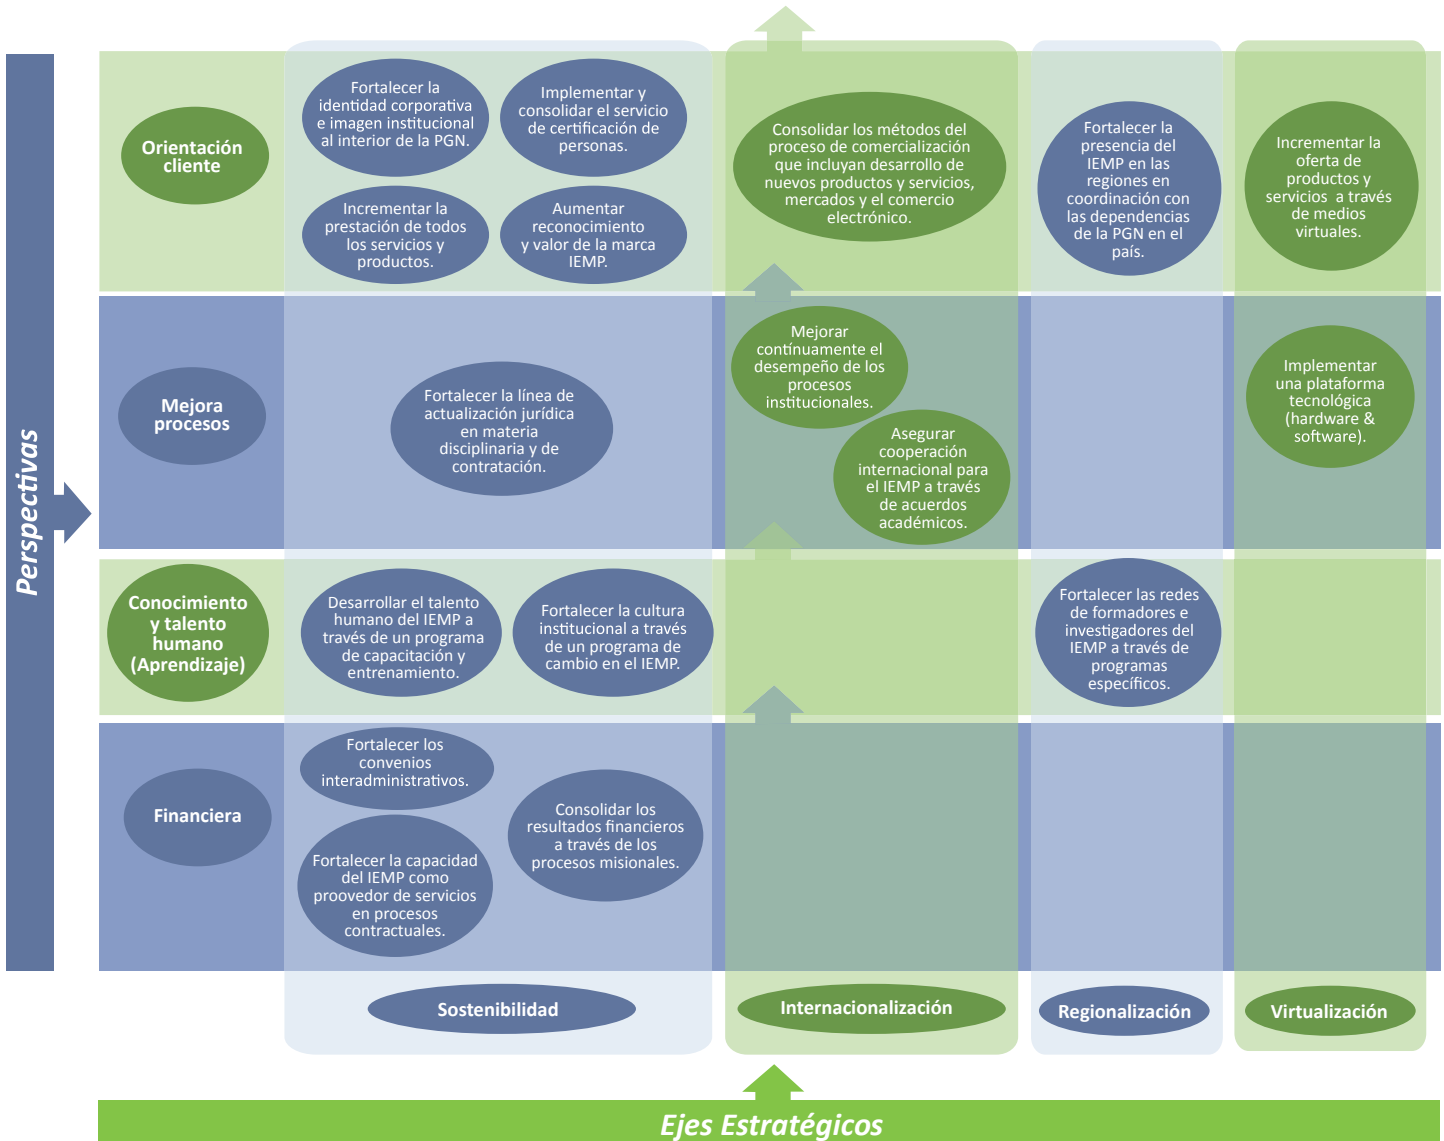 Perspectivas
Orientación
cliente
Fortalecer la
identidad corporativa
e imagen institucional
al interior de la PGN.
Implementar y
consolidar el servicio
de certificación de
personas.
Incrementar la
prestación de todos
los servicios y
productos.
Aumentar
reconocimiento
y valor de la marca
IEMP.
Consolidar los métodos del
proceso de comercialización
que incluyan desarrollo de
nuevos productos y servicios,
mercados y el comercio
electrónico.
Fortalecer la
presencia del
IEMP en las
regiones en
coordinación con
las dependencias
de la PGN en el
país.
Incrementar la
oferta de
productos y
servicios a través
de medios
virtuales.
Mejora
procesos
Fortalecer la línea de
actualización jurídica
en materia
disciplinaria y de
contratación.
Mejorar
contínuamente el
desempeño de los
procesos
institucionales.
Asegurar
cooperación
internacional para
el IEMP a través
de acuerdos
académicos.
Implementar
una plataforma
tecnológica
(hardware &
software).
Conocimiento
y talento
humano
(Aprendizaje)
Desarrollar el talento
humano del IEMP a
través de un programa
de capacitación y
entrenamiento.
Fortalecer la cultura
institucional a través
de un programa de
cambio en el IEMP.
Fortalecer las redes
de formadores e
investigadores del
IEMP a través de
programas
específicos.
Financiera
Fortalecer los
convenios
interadministrativos.
Consolidar los
resultados financieros
a través de los
procesos misionales.
Fortalecer la capacidad
del IEMP como
proovedor de servicios
en procesos
contractuales.
Sostenibilidad
Internacionalización
Regionalización
Virtualización
Ejes Estratégicos